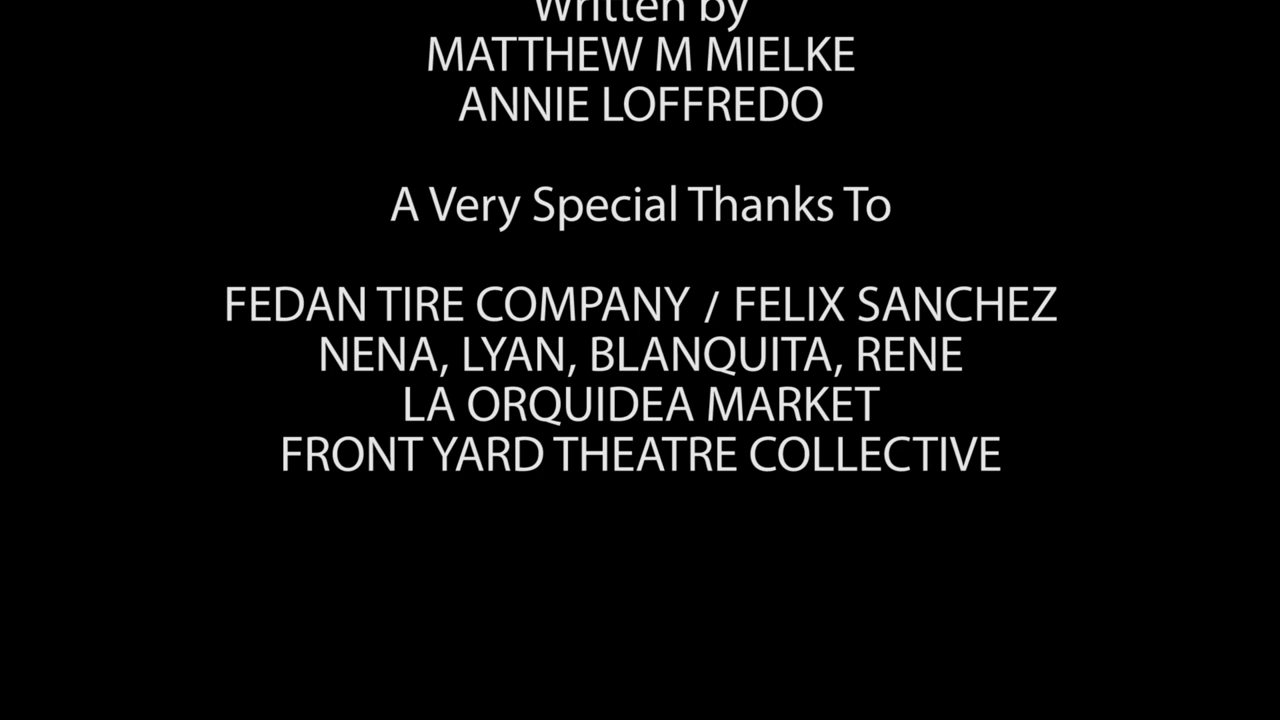 Written by
MATTHEW M MIELKE
ANNIE LOFFREDO
A Very Special Thanks To
FEDAN TIRE COMPANY / FELIX SANCHEZ
NENA, LYAN, BLANQUITA, RENE
LA ORQUIDEA MARKET
FRONT YARD THEATRE COLLECTIVE